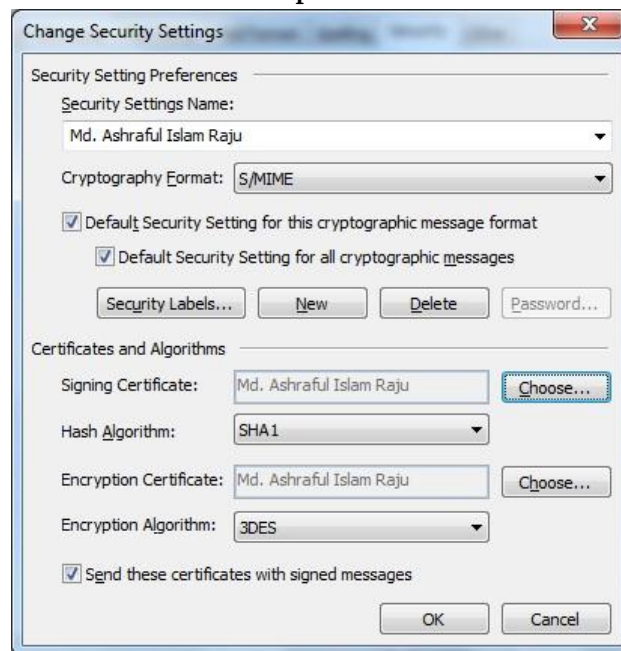 Change Security Settings
Security Setting Preferences
Security Settings Name:
Md. Ashraful Islam Raju
Cryptography Format: S/MIME
Default Security Setting for this cryptographic message format
Default Security Setting for all cryptographic messages
Security Labels... New Delete Password...
Certificates and Algorithms
Signing Certificate: Md. Ashraful Islam Raju Choose...
Hash Algorithm: SHA1
Encryption Certificate: Md. Ashraful Islam Raju Choose...
Encryption Algorithm: 3DES
Send these certificates with signed messages
OK Cancel